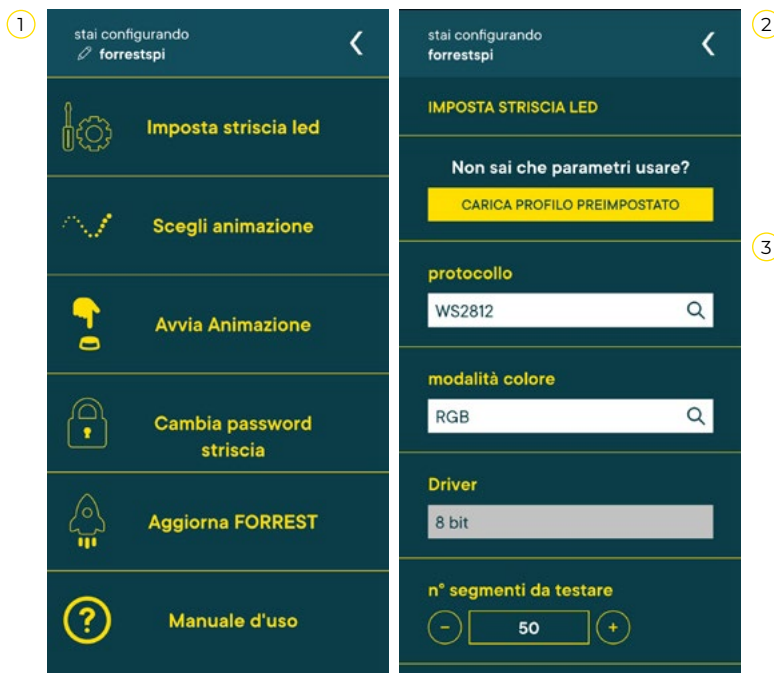 1
stai configurando
forrestspi
Imposta striscia led
Scegli animazione
Avvia Animazione
Cambia password
striscia
Aggiorna FORREST
?
Manuale d'uso
2
stai configurando
forrestspi
IMPOSTA STRISCIA LED
Non sai che parametri usare?
CARICA PROFILO PREIMPOSTATO
3
protocollo
WS2812
modalità colore
RGB
Driver
8 bit
n° segmenti da testare
- 50 +